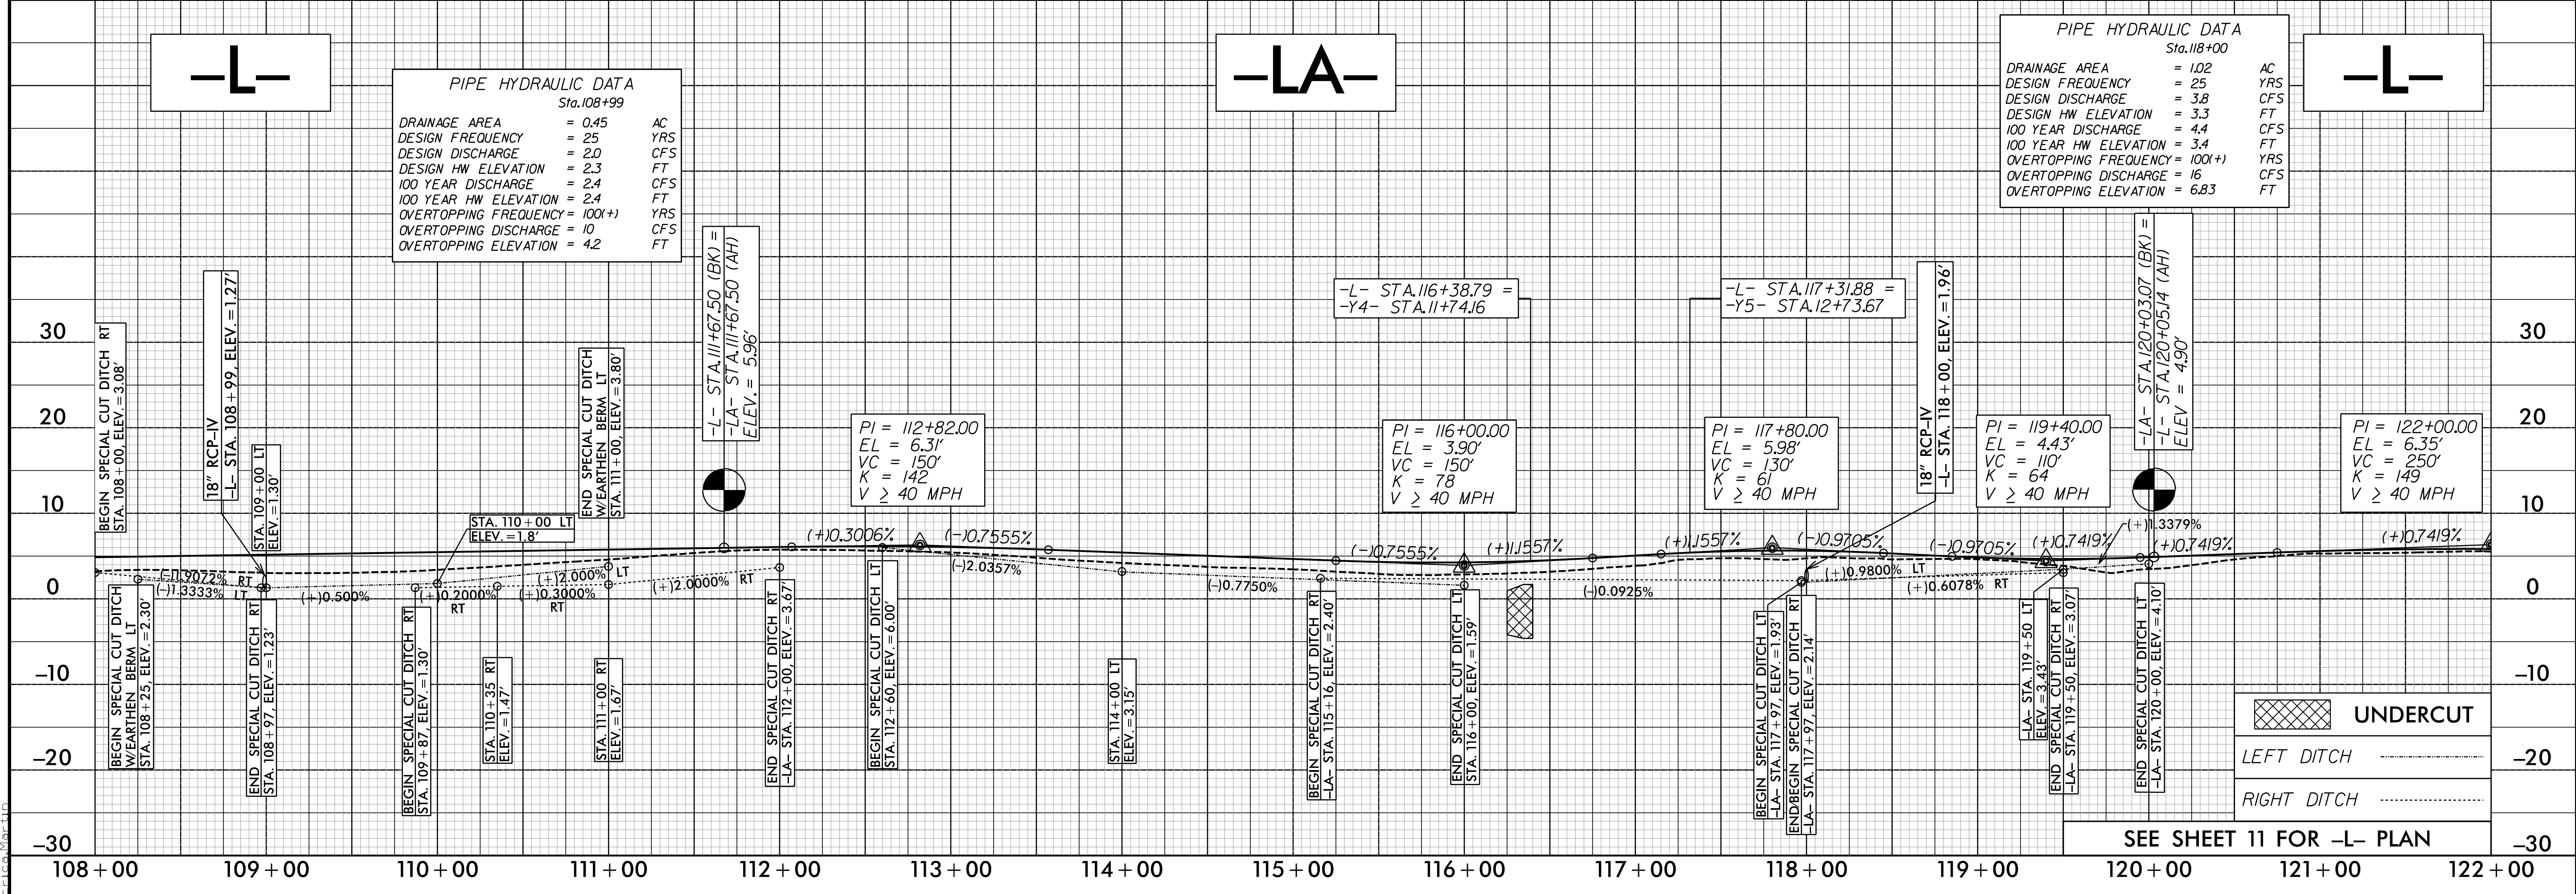 —L—
—LA—
—L—
PIPE HYDRAULIC DATA
Sta.108+99
DRAINAGE AREA = 0.45 AC
DESIGN FREQUENCY = 25 YRS
DESIGN DISCHARGE = 2.0 CFS
DESIGN HW ELEVATION = 2.3 FT
100 YEAR DISCHARGE = 2.4 CFS
100 YEAR HW ELEVATION = 2.4 FT
OVERTOPPING FREQUENCY = 100(+) YRS
OVERTOPPING DISCHARGE = 10 CFS
OVERTOPPING ELEVATION = 4.2 FT
PIPE HYDRAULIC DATA
Sta.118+00
DRAINAGE AREA = 1.02 AC
DESIGN FREQUENCY = 25 YRS
DESIGN DISCHARGE = 3.8 CFS
DESIGN HW ELEVATION = 3.3 FT
100 YEAR DISCHARGE = 4.4 CFS
100 YEAR HW ELEVATION = 3.4 FT
OVERTOPPING FREQUENCY = 100(+) YRS
OVERTOPPING DISCHARGE = 16 CFS
OVERTOPPING ELEVATION = 6.83 FT
BEGIN SPECIAL CUT DITCH RT
STA. 108+00, ELEV.=3.08'
18" RCP-IV
-L- STA. 108+99, ELEV.=1.27'
STA. 109+00 LT
ELEV.=1.30'
STA. 110+00 LT
ELEV.=1.8'
END SPECIAL CUT DITCH
W/EARTHEN BERM LT
STA. 111+00, ELEV.=3.80'
-L- STA.111+67.50 (BK) =
-LA- STA.111+67.50 (AH)
ELEV. = 5.96'
PI = 112+82.00
EL = 6.31'
VC = 150'
K = 142
V ≥ 40 MPH
-L- STA.116+38.79 =
-Y4- STA.11+74.16
PI = 116+00.00
EL = 3.90'
VC = 150'
K = 78
V ≥ 40 MPH
-L- STA.117+31.88 =
-Y5- STA.12+73.67
PI = 117+80.00
EL = 5.98'
VC = 130'
K = 61
V ≥ 40 MPH
18" RCP-IV
-L- STA. 118+00, ELEV.=1.96'
PI = 119+40.00
EL = 4.43'
VC = 110'
K = 64
V ≥ 40 MPH
-LA- STA.120+03.07 (BK) =
-L- STA.120+05.14 (AH)
ELEV = 4.90'
PI = 122+00.00
EL = 6.35'
VC = 250'
K = 149
V ≥ 40 MPH
30
20
10
0
-10
-20
-30
30
20
10
0
-10
-20
-30
(-)1.9072% RT
(-)1.3333% LT
(+)0.500%
(+)0.2000%
RT
(+)2.000% LT
(+)0.3000%
RT
(+)2.0000% RT
(+)0.3006%
(-)0.7555%
(-)2.0357%
(-)0.7750%
(-)0.7555%
(+)1.1557%
(-)0.0925%
(+)1.1557%
(-)0.9705%
(+)0.9800% LT
(+)0.6078% RT
(-)0.9705%
(+)0.7419%
(+)1.3379%
(+)0.7419%
(+)0.7419%
BEGIN SPECIAL CUT DITCH
W/EARTHEN BERM LT
STA. 108+25, ELEV.=2.30'
END SPECIAL CUT DITCH RT
STA. 108+97, ELEV.=1.23'
BEGIN SPECIAL CUT DITCH RT
STA. 109+87, ELEV.=1.30'
STA. 110+35 RT
ELEV.=1.47'
STA. 111+00 RT
ELEV.=1.67'
END SPECIAL CUT DITCH RT
-LA- STA. 112+00, ELEV.=3.67'
BEGIN SPECIAL CUT DITCH LT
STA. 112+60, ELEV.=6.00'
STA. 114+00 LT
ELEV.=3.15'
BEGIN SPECIAL CUT DITCH RT
-LA- STA. 115+16, ELEV.=2.40'
END SPECIAL CUT DITCH LT
STA. 116+00, ELEV.=1.59'
BEGIN SPECIAL CUT DITCH LT
-LA- STA. 117+97, ELEV.=1.93'
END/BEGIN SPECIAL CUT DITCH RT
-LA- STA. 117+97, ELEV.=2.14'
-LA- STA. 119+50 LT
ELEV.=3.43'
END SPECIAL CUT DITCH RT
-LA- STA. 119+50, ELEV.=3.07'
END SPECIAL CUT DITCH LT
-LA- STA. 120+00, ELEV.=4.10'
UNDERCUT
LEFT DITCH
RIGHT DITCH
SEE SHEET 11 FOR -L- PLAN
108+00
109+00
110+00
111+00
112+00
113+00
114+00
115+00
116+00
117+00
118+00
119+00
120+00
121+00
122+00